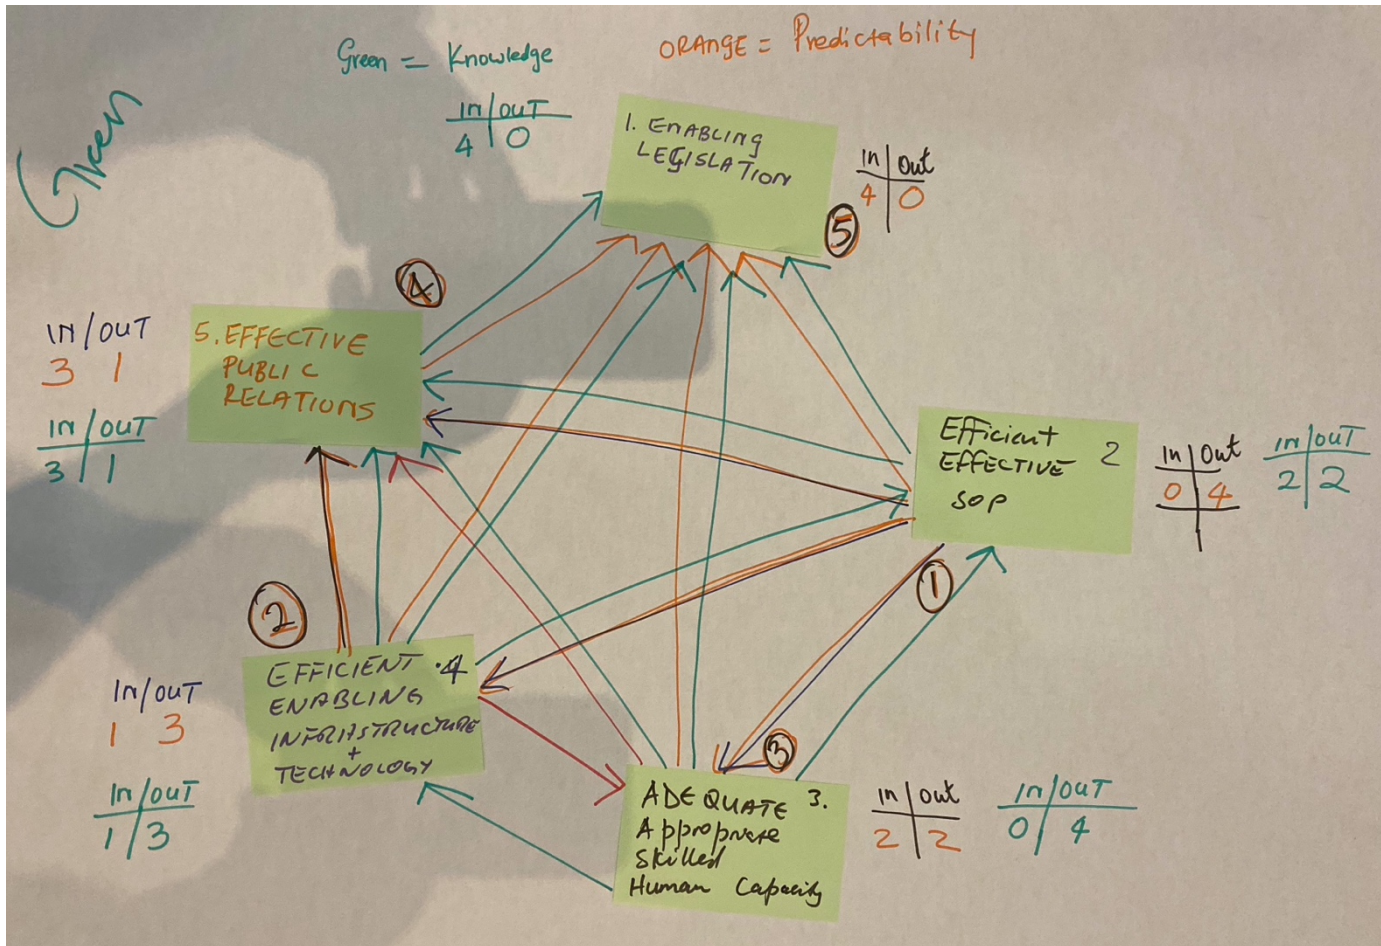 Green = Knowledge
ORANGE = Predictability
Green
In/OUT
4 | 0
1. ENABLING
LEGISLATION
In | Out
4 | 0
5
4
IN/OUT
3 1
IN/OUT
3 | 1
5. EFFECTIVE
PUBLIC
RELATIONS
Efficient
EFFECTIVE 2
SOP
In | Out
0 | 4
In/OUT
2 | 2
1
2
IN/OUT
1 3
IN/OUT
1/3
EFFICIENT .4
ENABLING
INFRASTRUCTURE
+
TECHNOLOGY
3
ADEQUATE 3.
Appropriate
Skilled
Human Capacity
In | Out
2 | 2
In/OUT
0 / 4